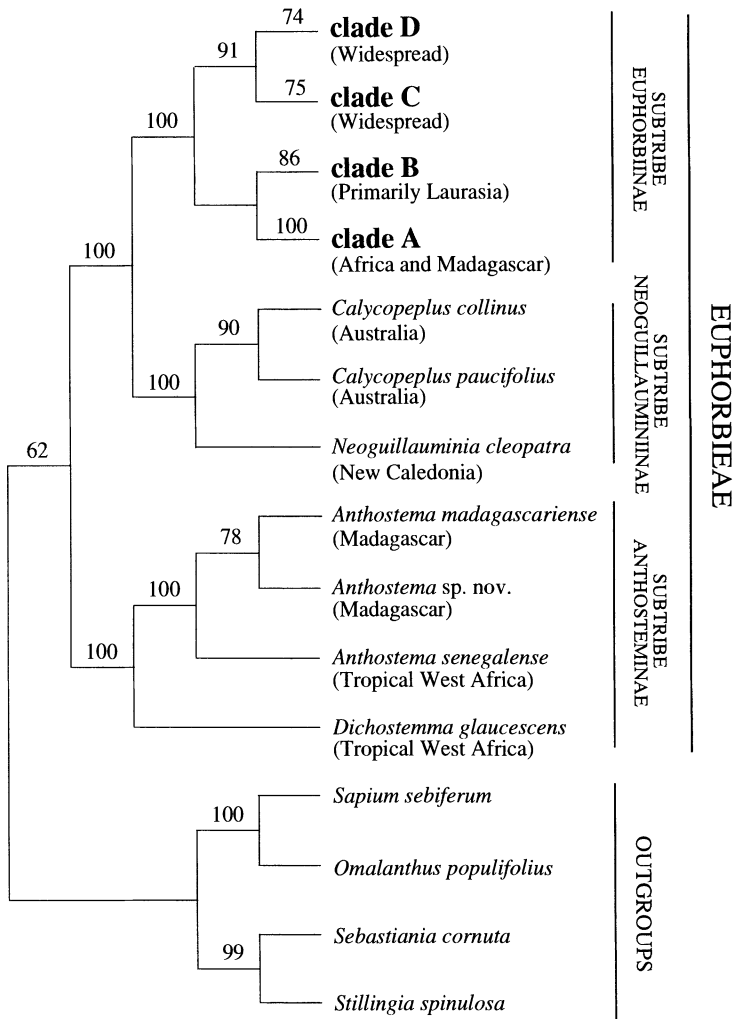 74
clade D
(Widespread)
91
75
clade C
(Widespread)
100
86
clade B
(Primarily Laurasia)
100
clade A
(Africa and Madagascar)
SUBTRIBE
EUPHORBIINAE
100
Calycopeplus collinus
(Australia)
90
Calycopeplus paucifolius
(Australia)
100
Neoguillauminia cleopatra
(New Caledonia)
SUBTRIBE
NEOGUILLAUMINIINAE
62
Anthostema madagascariense
(Madagascar)
78
Anthostema sp. nov.
(Madagascar)
100
Anthostema senegalense
(Tropical West Africa)
100
Dichostemma glaucescens
(Tropical West Africa)
SUBTRIBE
ANTHOSTEMINAE
EUPHORBIEAE
Sapium sebiferum
100
Omalanthus populifolius
Sebastiania cornuta
99
Stillingia spinulosa
OUTGROUPS